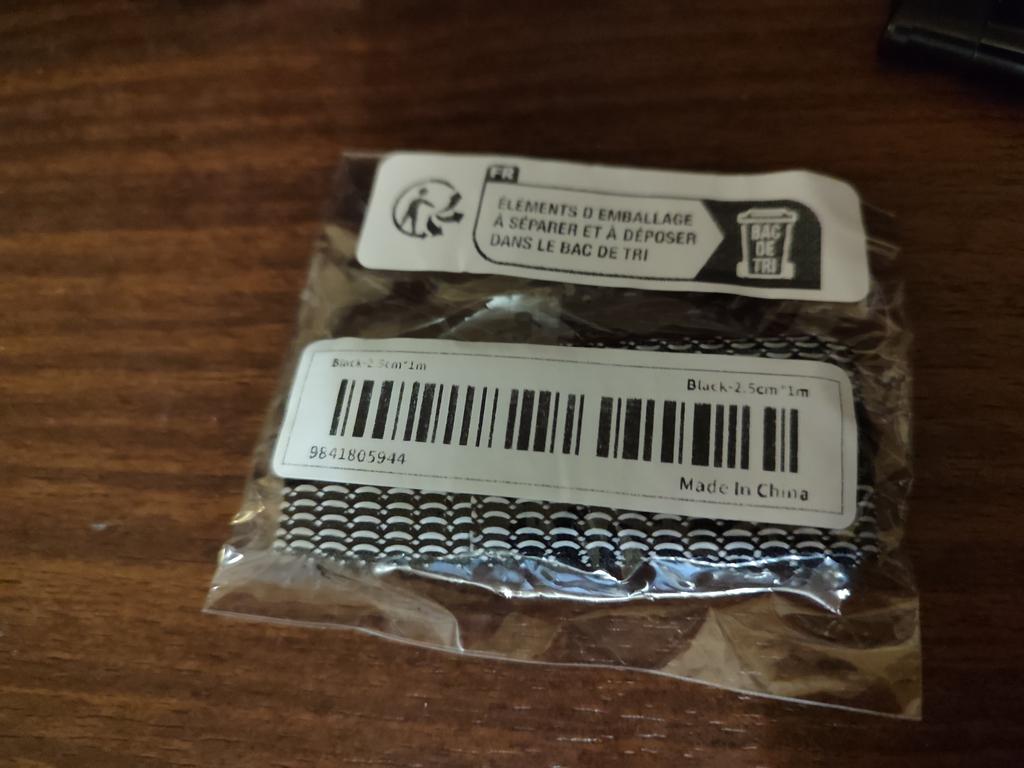 FR
ÉLEMENTS D'EMBALLAGE
À SÉPARER ET À DÉPOSER
DANS LE BAC DE TRI
BAC
DE
TRI
Black-2.5cm*1m
Black-2.5cm*1m
9841805944
Made In China